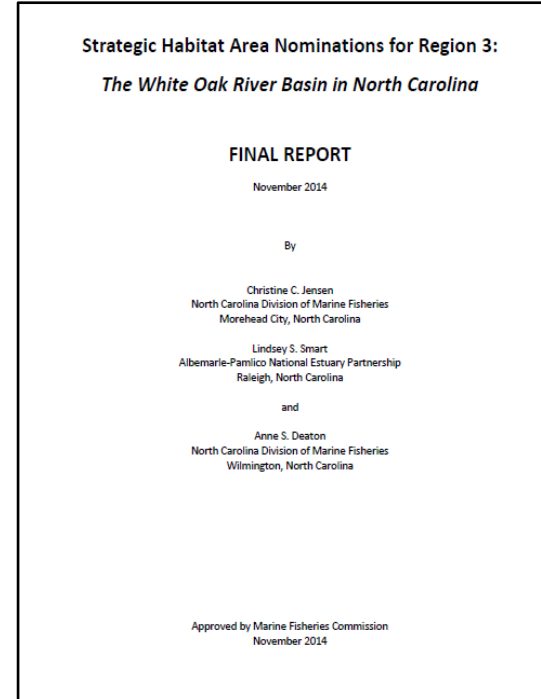 Strategic Habitat Area Nominations for Region 3:
The White Oak River Basin in North Carolina
FINAL REPORT
November 2014
By
Christine C. Jensen
North Carolina Division of Marine Fisheries
Morehead City, North Carolina
Lindsey S. Smart
Albemarle-Pamlico National Estuary Partnership
Raleigh, North Carolina
and
Anne S. Deaton
North Carolina Division of Marine Fisheries
Wilmington, North Carolina
Approved by Marine Fisheries Commission
November 2014